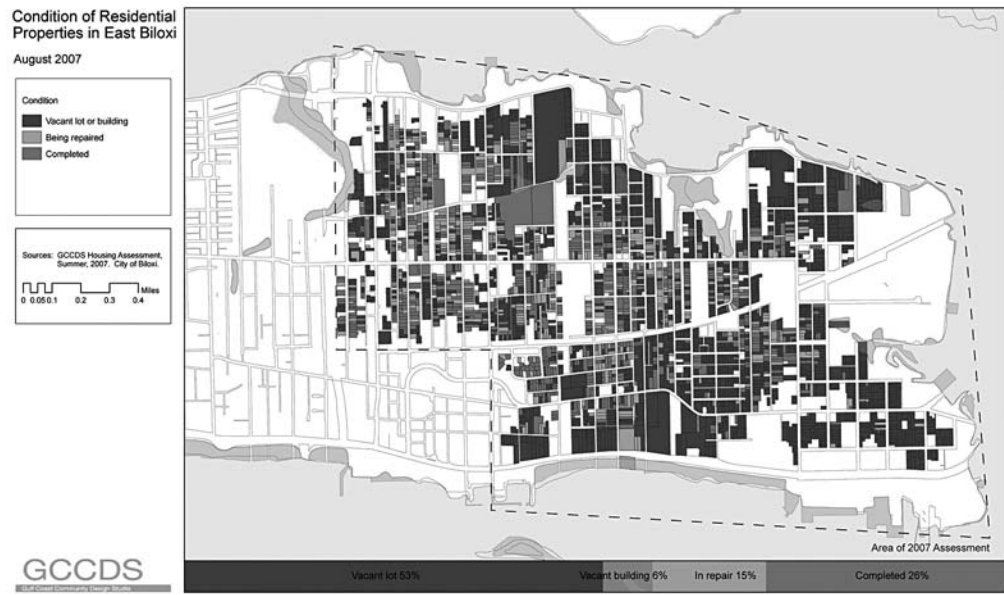 Condition of Residential
Properties in East Biloxi
August 2007
Condition
Vacant lot or building
Being repaired
Completed
Sources: GCCDS Housing Assessment,
Summer, 2007. City of Biloxi.
Miles
0 0.05 0.1 0.2 0.3 0.4
Area of 2007 Assessment
Vacant lot 53% Vacant building 6% In repair 15% Completed 26%
GCCDS
Gulf Coast Community Design Studio